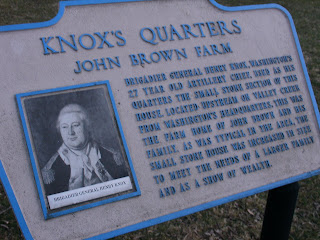 KNOX'S QUARTERS
JOHN BROWN FARM
BRIGADIER GENERAL HENRY KNOX, WASHINGTON'S
27 YEAR OLD ARTILLERY CHIEF, USED AS HIS
QUARTERS THE SMALL STONE SECTION OF THIS
HOUSE. LOCATED UPSTREAM ON VALLEY CREEK
FROM WASHINGTON'S HEADQUARTERS, THIS WAS
THE FARM HOME OF JOHN BROWN AND HIS
FAMILY. AS WAS TYPICAL IN THE AREA, THE
SMALL STONE HOUSE WAS INCREASED IN SIZE
TO MEET THE NEEDS OF A LARGER FAMILY
AND AS A SHOW OF WEALTH.
BRIGADIER GENERAL HENRY KNOX